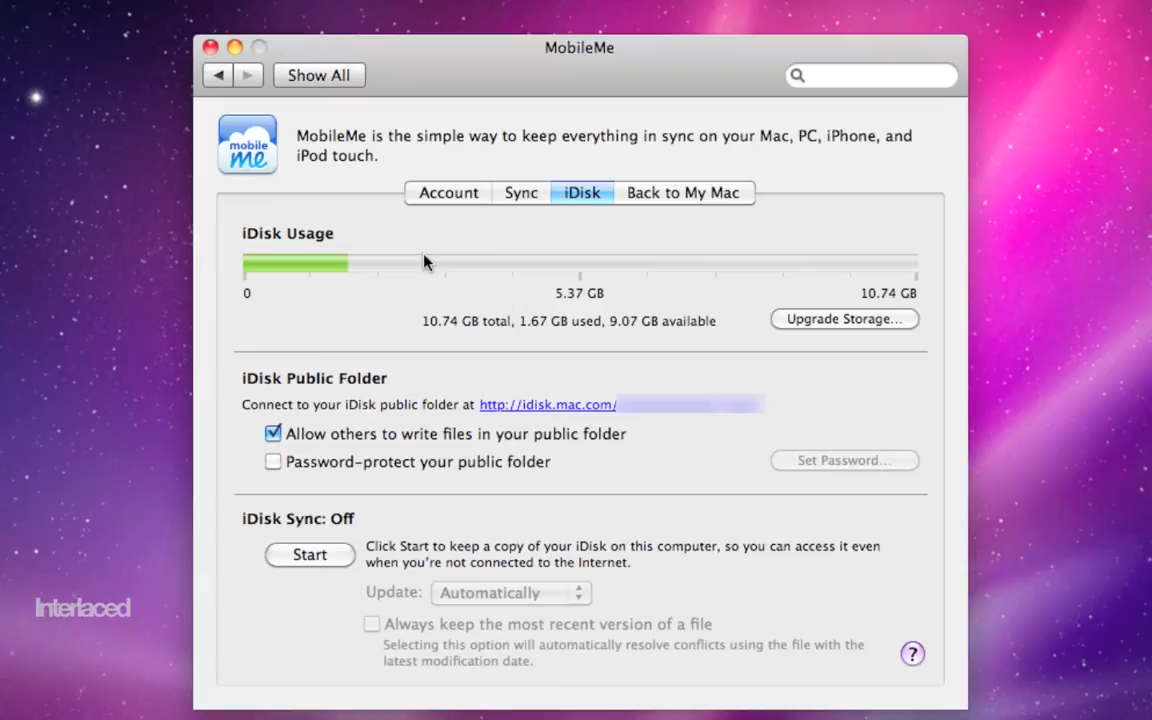 MobileMe
Show All
mobile
me
MobileMe is the simple way to keep everything in sync on your Mac, PC, iPhone, and
iPod touch.
Account Sync iDisk Back to My Mac
iDisk Usage
0 5.37 GB 10.74 GB
10.74 GB total, 1.67 GB used, 9.07 GB available Upgrade Storage...
iDisk Public Folder
Connect to your iDisk public folder at http://idisk.mac.com/
Allow others to write files in your public folder
Password-protect your public folder Set Password...
iDisk Sync: Off
Start
Click Start to keep a copy of your iDisk on this computer, so you can access it even
when you're not connected to the Internet.
Update: Automatically
Always keep the most recent version of a file
Selecting this option will automatically resolve conflicts using the file with the
latest modification date.
?
Interlaced